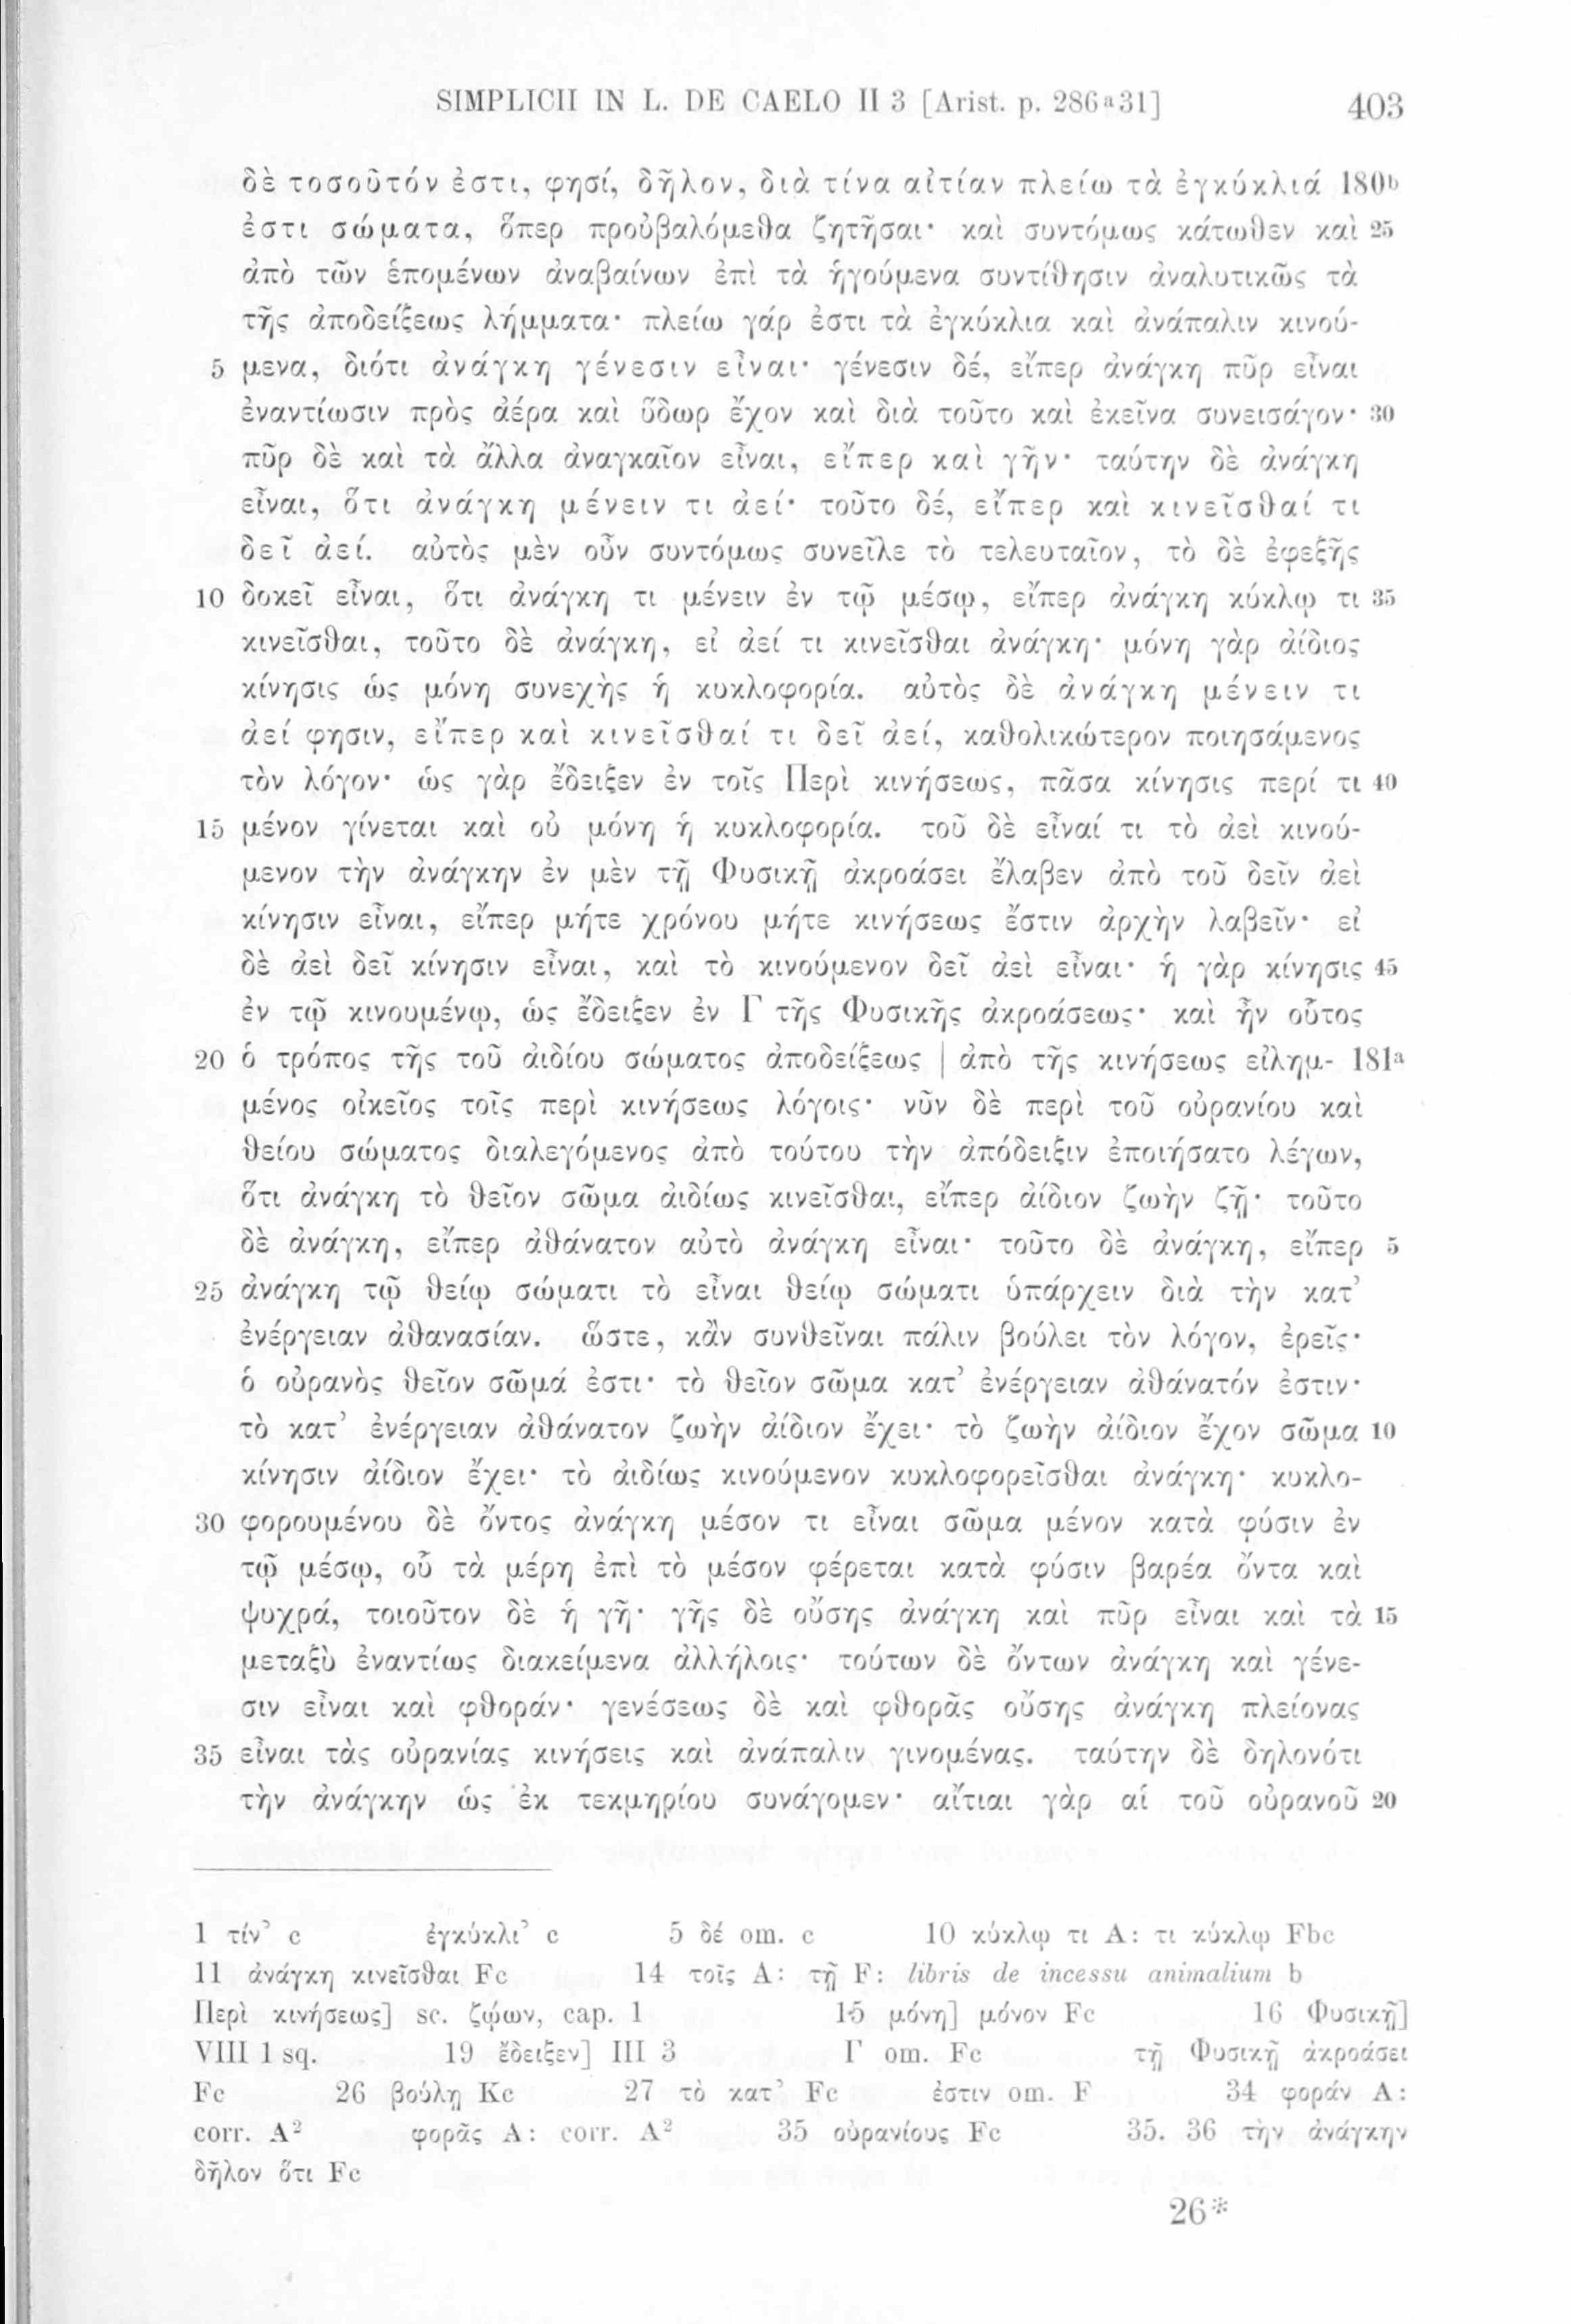 SIMPLICII IN L. DE CAELO II 3 [Arist. p. 286ᵃ31] 403
δὲ τοσοῦτόν ἐστι, φησί, δῆλον, διὰ τίνα αἰτίαν πλείω τὰ ἐγκύκλιά 180ᵇ
ἐστι σώματα, ὅπερ προὐβαλόμεθα ζητῆσαι· καὶ συντόμως κάτωθεν καὶ 25
ἀπὸ τῶν ἑπομένων ἀναβαίνων ἐπὶ τὰ ἡγούμενα συντίθησιν ἀναλυτικῶς τὰ
τῆς ἀποδείξεως λήμματα· πλείω γάρ ἐστι τὰ ἐγκύκλια καὶ ἀνάπαλιν κινού-
5 μενα, διότι ἀνάγκη γένεσιν εἶναι· γένεσιν δέ, εἴπερ ἀνάγκη πῦρ εἶναι
ἐναντίωσιν πρὸς ἀέρα καὶ ὕδωρ ἔχον καὶ διὰ τοῦτο καὶ ἐκεῖνα συνεισάγον· 30
πῦρ δὲ καὶ τὰ ἄλλα ἀναγκαῖον εἶναι, εἴπερ καὶ γῆν· ταύτην δὲ ἀνάγκη
εἶναι, ὅτι ἀνάγκη μένειν τι ἀεί· τοῦτο δέ, εἴπερ καὶ κινεῖσθαί τι
δεῖ ἀεί. αὐτὸς μὲν οὖν συντόμως συνεῖλε τὸ τελευταῖον, τὸ δὲ ἐφεξῆς
10 δοκεῖ εἶναι, ὅτι ἀνάγκη τι μένειν ἐν τῷ μέσῳ, εἴπερ ἀνάγκη κύκλῳ τι 35
κινεῖσθαι, τοῦτο δὲ ἀνάγκη, εἰ ἀεί τι κινεῖσθαι ἀνάγκη· μόνη γὰρ ἀίδιος
κίνησις ὡς μόνη συνεχὴς ἡ κυκλοφορία. αὐτὸς δὲ ἀνάγκη μένειν τι
ἀεί φησιν, εἴπερ καὶ κινεῖσθαί τι δεῖ ἀεί, καθολικώτερον ποιησάμενος
τὸν λόγον· ὡς γὰρ ἔδειξεν ἐν τοῖς Περὶ κινήσεως, πᾶσα κίνησις περί τι 40
15 μένον γίνεται καὶ οὐ μόνη ἡ κυκλοφορία. τοῦ δὲ εἶναί τι τὸ ἀεὶ κινού-
μενον τὴν ἀνάγκην ἐν μὲν τῇ Φυσικῇ ἀκροάσει ἔλαβεν ἀπὸ τοῦ δεῖν ἀεὶ
κίνησιν εἶναι, εἴπερ μήτε χρόνου μήτε κινήσεως ἔστιν ἀρχὴν λαβεῖν· εἰ
δὲ ἀεὶ δεῖ κίνησιν εἶναι, καὶ τὸ κινούμενον δεῖ ἀεὶ εἶναι· ἡ γὰρ κίνησις 45
ἐν τῷ κινουμένῳ, ὡς ἔδειξεν ἐν Γ τῆς Φυσικῆς ἀκροάσεως· καὶ ἦν οὗτος
20 ὁ τρόπος τῆς τοῦ ἀιδίου σώματος ἀποδείξεως | ἀπὸ τῆς κινήσεως εἰλημ- 181ᵃ
μένος οἰκεῖος τοῖς περὶ κινήσεως λόγοις· νῦν δὲ περὶ τοῦ οὐρανίου καὶ
θείου σώματος διαλεγόμενος ἀπὸ τούτου τὴν ἀπόδειξιν ἐποιήσατο λέγων,
ὅτι ἀνάγκη τὸ θεῖον σῶμα ἀιδίως κινεῖσθαι, εἴπερ ἀίδιον ζωὴν ζῇ· τοῦτο
δὲ ἀνάγκη, εἴπερ ἀθάνατον αὐτὸ ἀνάγκη εἶναι· τοῦτο δὲ ἀνάγκη, εἴπερ 5
25 ἀνάγκη τῷ θείῳ σώματι τὸ εἶναι θείῳ σώματι ὑπάρχειν διὰ τὴν κατ’
ἐνέργειαν ἀθανασίαν. ὥστε, κἂν συνθεῖναι πάλιν βούλει τὸν λόγον, ἐρεῖς·
ὁ οὐρανὸς θεῖον σῶμά ἐστι· τὸ θεῖον σῶμα κατ’ ἐνέργειαν ἀθάνατόν ἐστιν·
τὸ κατ’ ἐνέργειαν ἀθάνατον ζωὴν ἀίδιον ἔχει· τὸ ζωὴν ἀίδιον ἔχον σῶμα 10
κίνησιν ἀίδιον ἔχει· τὸ ἀιδίως κινούμενον κυκλοφορεῖσθαι ἀνάγκη· κυκλο-
30 φορουμένου δὲ ὄντος ἀνάγκη μέσον τι εἶναι σῶμα μένον κατὰ φύσιν ἐν
τῷ μέσῳ, οὗ τὰ μέρη ἐπὶ τὸ μέσον φέρεται κατὰ φύσιν βαρέα ὄντα καὶ
ψυχρά, τοιοῦτον δὲ ἡ γῆ· γῆς δὲ οὔσης ἀνάγκη καὶ πῦρ εἶναι καὶ τὰ 15
μεταξὺ ἐναντίως διακείμενα ἀλλήλοις· τούτων δὲ ὄντων ἀνάγκη καὶ γένε-
σιν εἶναι καὶ φθοράν· γενέσεως δὲ καὶ φθορᾶς οὔσης ἀνάγκη πλείονας
35 εἶναι τὰς οὐρανίας κινήσεις καὶ ἀνάπαλιν γινομένας. ταύτην δὲ δηλονότι
τὴν ἀνάγκην ὡς ἐκ τεκμηρίου συνάγομεν· αἴτιαι γὰρ αἱ τοῦ οὐρανοῦ 20
1 τίν’ c ἐγκύκλι’ c 5 δέ om. c 10 κύκλῳ τι A: τι κύκλῳ Fbc
11 ἀνάγκη κινεῖσθαι Fc 14 τοῖς A: τῇ F: libris de incessu animalium b
Περὶ κινήσεως] sc. ζῴων, cap. 1 15 μόνη] μόνον Fc 16 Φυσικῇ]
VIII 1 sq. 19 ἔδειξεν] III 3 Γ om. Fc τῇ Φυσικῇ ἀκροάσει
Fc 26 βούλῃ Kc 27 τὸ κατ’ Fc ἐστιν om. F 34 φοράν A:
corr. A² φορᾶς A: corr. A² 35 οὐρανίους Fc 35. 36 τὴν ἀνάγκην
δῆλον ὅτι Fc
26*